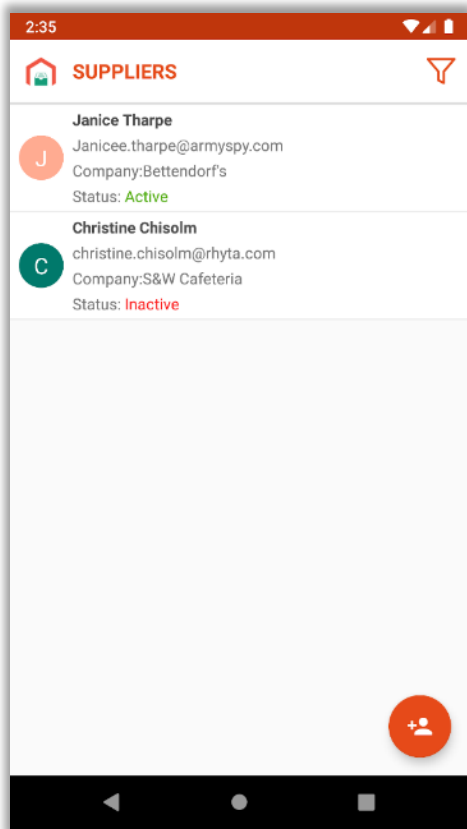 2:35
SUPPLIERS
Janice Tharpe
J
Janicee.tharpe@armyspy.com
Company:Bettendorf's
Status: Active
Christine Chisolm
C
christine.chisolm@rhyta.com
Company:S&W Cafeteria
Status: Inactive